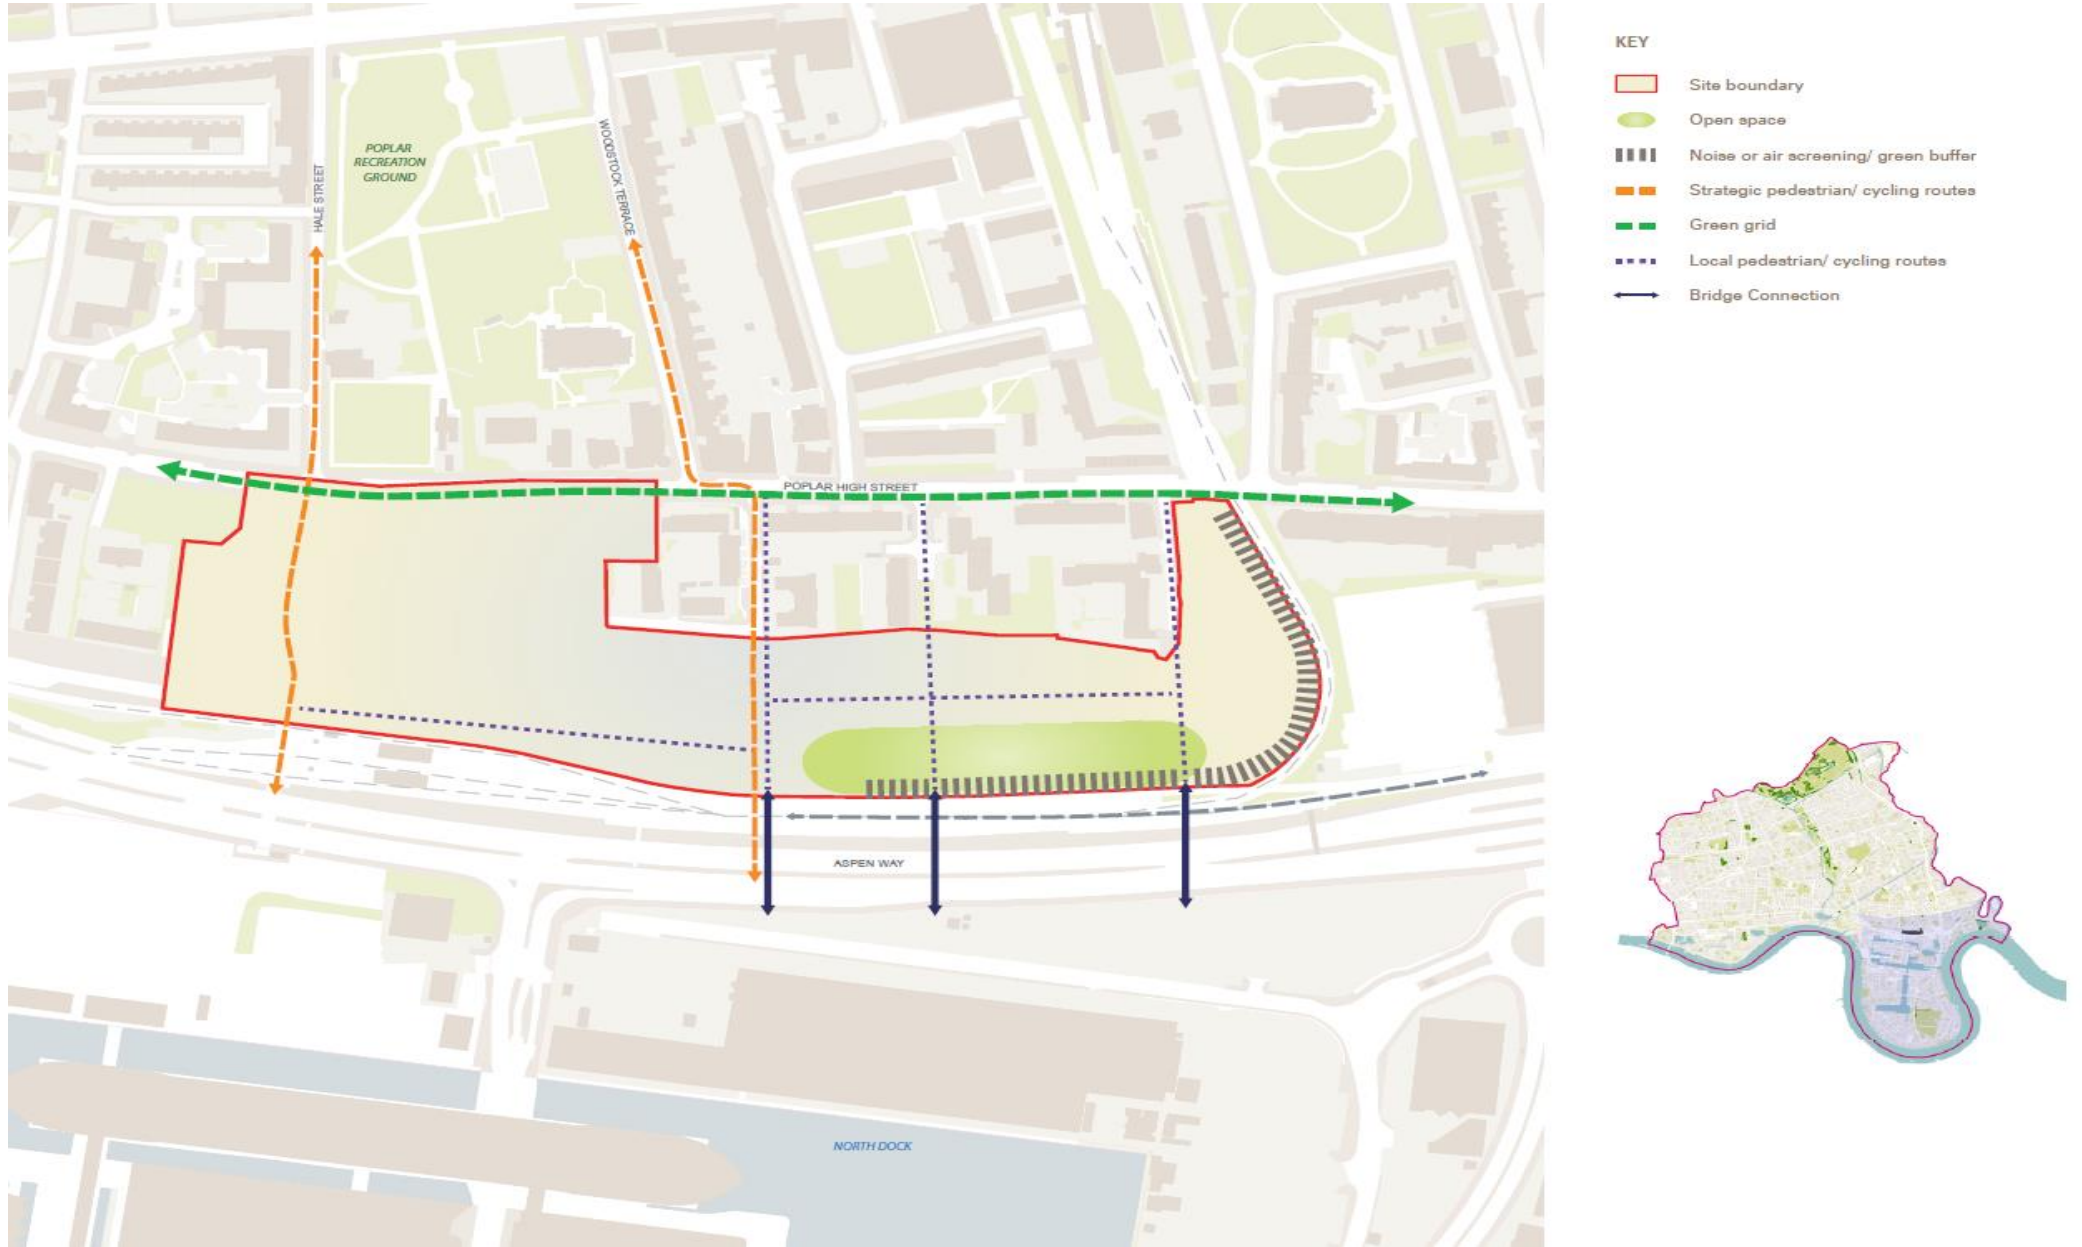 HALE STREET
POPLAR
RECREATION
GROUND
WOODSTOCK TERRACE
POPLAR HIGH STREET
ASPEN WAY
NORTH DOCK
KEY
Site boundary
Open space
Noise or air screening/ green buffer
Strategic pedestrian/ cycling routes
Green grid
Local pedestrian/ cycling routes
Bridge Connection